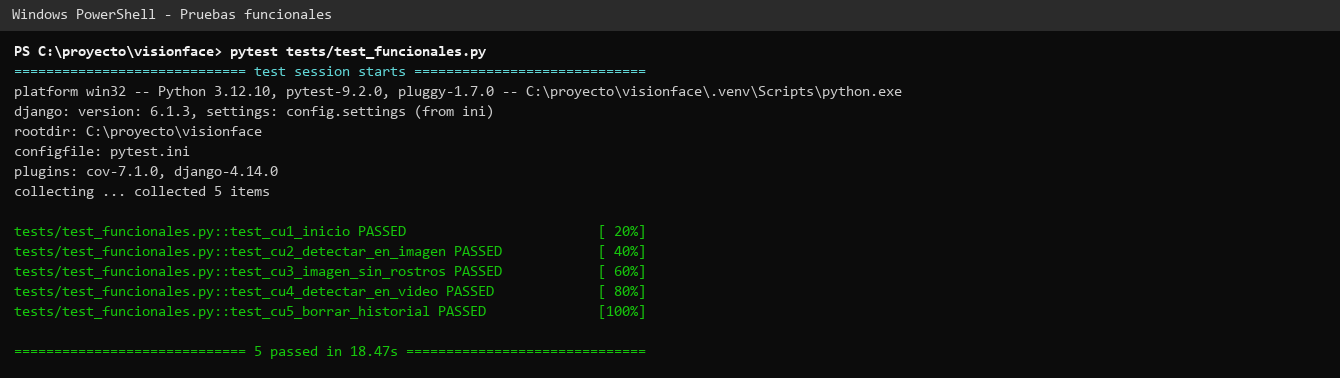 Windows PowerShell - Pruebas funcionales
PS C:\proyecto\visionface> pytest tests/test_funcionales.py
============================= test session starts =============================
platform win32 -- Python 3.12.10, pytest-9.2.0, pluggy-1.7.0 -- C:\proyecto\visionface\.venv\Scripts\python.exe
django: version: 6.1.3, settings: config.settings (from ini)
rootdir: C:\proyecto\visionface
configfile: pytest.ini
plugins: cov-7.1.0, django-4.14.0
collecting ... collected 5 items
tests/test_funcionales.py::test_cu1_inicio PASSED                        [ 20%]
tests/test_funcionales.py::test_cu2_detectar_en_imagen PASSED            [ 40%]
tests/test_funcionales.py::test_cu3_imagen_sin_rostros PASSED            [ 60%]
tests/test_funcionales.py::test_cu4_detectar_en_video PASSED             [ 80%]
tests/test_funcionales.py::test_cu5_borrar_historial PASSED              [100%]
============================= 5 passed in 18.47s ==============================